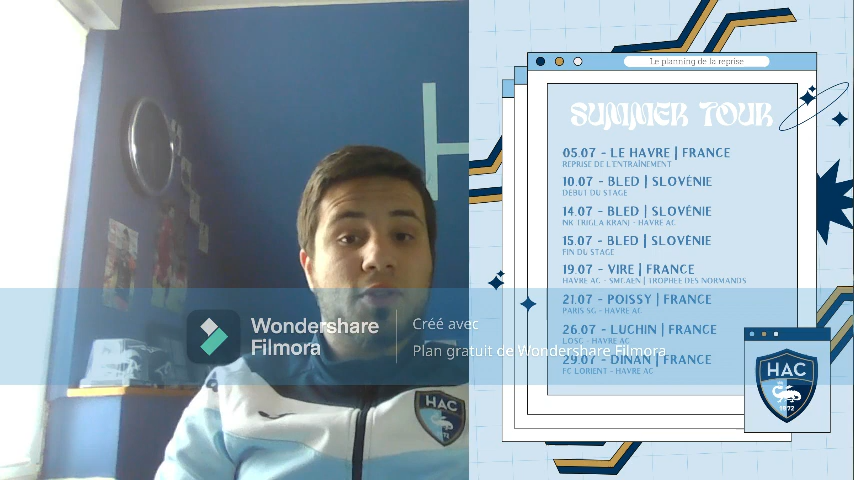 Le planning de la reprise
SUMMER TOUR
05.07 - LE HAVRE | FRANCE
REPRISE DE L'ENTRAÎNEMENT
10.07 - BLED | SLOVÉNIE
DÉBUT DU STAGE
14.07 - BLED | SLOVÉNIE
NK TRIGLA KRANJ - HAVRE AC
15.07 - BLED | SLOVÉNIE
FIN DU STAGE
19.07 - VIRE | FRANCE
HAVRE AC - SMCAEN | TROPHÉE DES NORMANDS
21.07 - POISSY | FRANCE
PARIS SG - HAVRE AC
26.07 - LUCHIN | FRANCE
LOSC - HAVRE AC
29.07 - DINAN | FRANCE
FC LORIENT - HAVRE AC
HAC
1872
H
HAC
Wondershare
Filmora
Créé avec
Plan gratuit de Wondershare Filmora